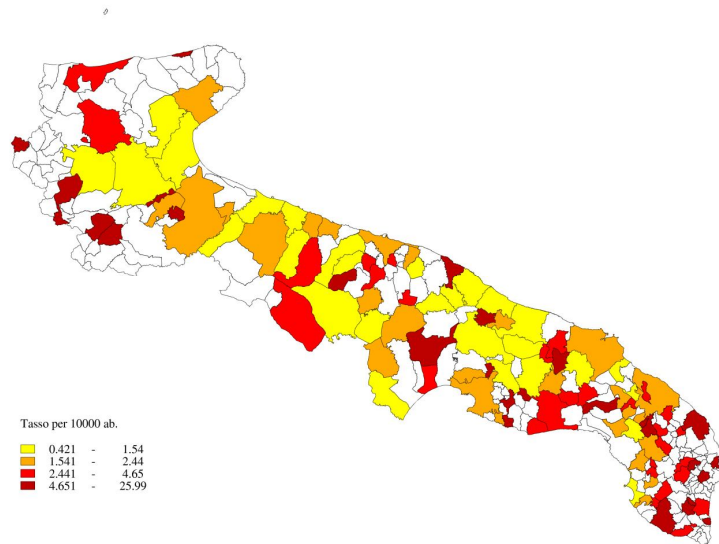 Tasso per 10000 ab.
0.421 - 1.54
1.541 - 2.44
2.441 - 4.65
4.651 - 25.99